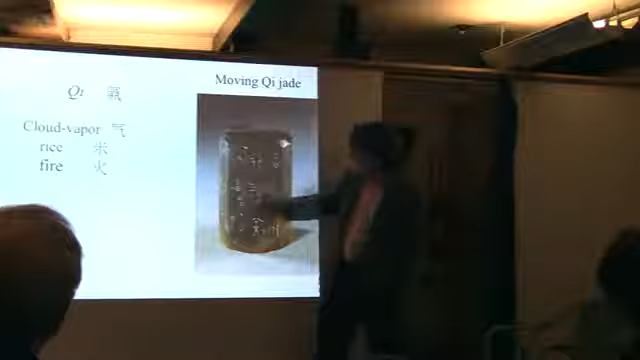 Moving Qi jade
Qi 氣
Cloud-vapor 气
rice 米
fire 火